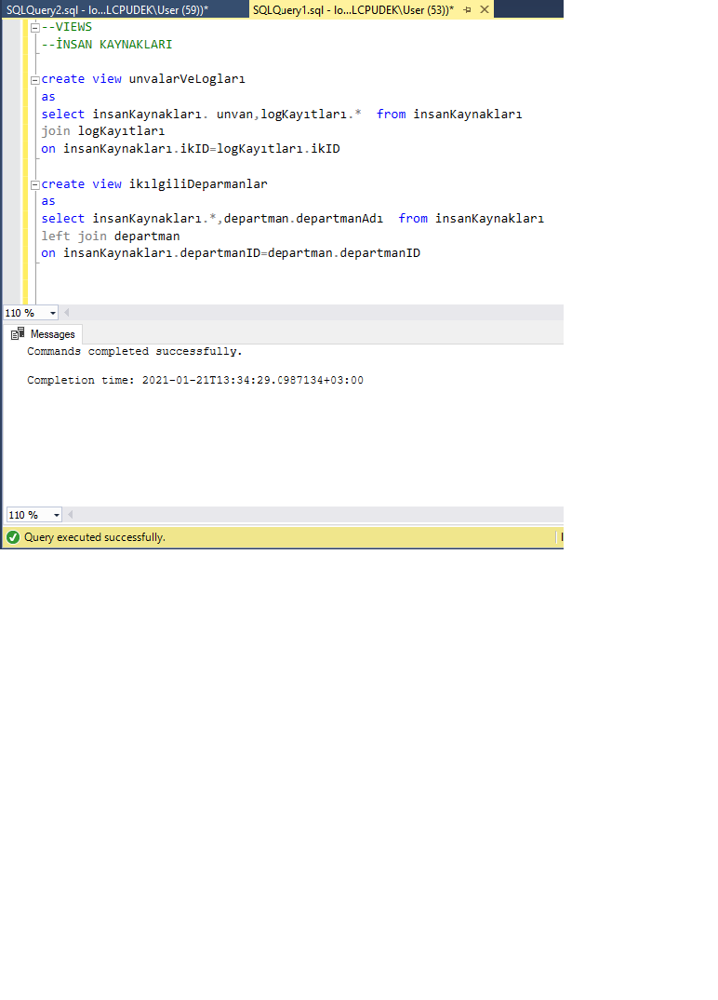 SQLQuery2.sql - lo...LCPUDEK\User (59))* SQLQuery1.sql - lo...LCPUDEK\User (53))*
--VIEWS
--İNSAN KAYNAKLARI
create view unvalarVeLogları
as
select insanKaynakları. unvan,logKayıtları.* from insanKaynakları
join logKayıtları
on insanKaynakları.ikID=logKayıtları.ikID
create view ikılgiliDeparmanlar
as
select insanKaynakları.*,departman.departmanAdı from insanKaynakları
left join departman
on insanKaynakları.departmanID=departman.departmanID
110 %
Messages
Commands completed successfully.
Completion time: 2021-01-21T13:34:29.0987134+03:00
110 %
Query executed successfully.